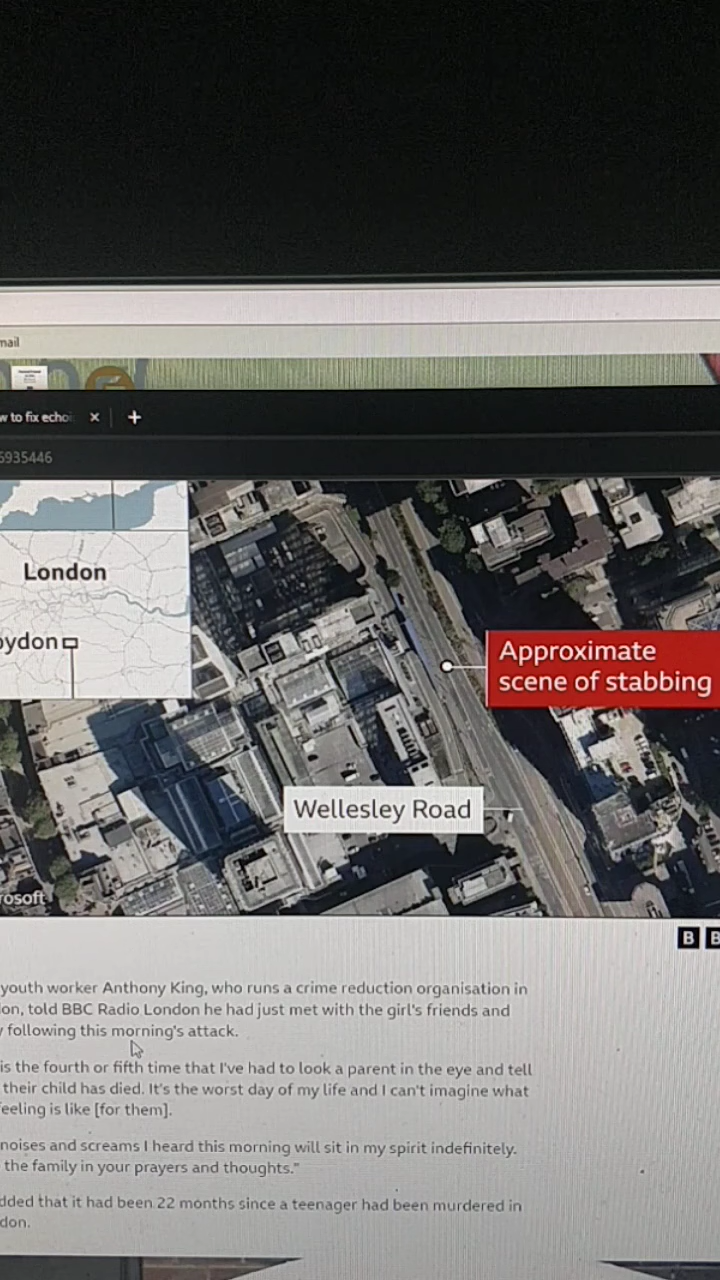 mail
w to fix echoi
6935446
London
oydon
Approximate
scene of stabbing
Wellesley Road
rosoft
B B
youth worker Anthony King, who runs a crime reduction organisation in
on, told BBC Radio London he had just met with the girl's friends and
y following this morning's attack.
is the fourth or fifth time that I've had to look a parent in the eye and tell
their child has died. It's the worst day of my life and I can't imagine what
feeling is like [for them].
noises and screams I heard this morning will sit in my spirit indefinitely.
the family in your prayers and thoughts."
dded that it had been 22 months since a teenager had been murdered in
don.